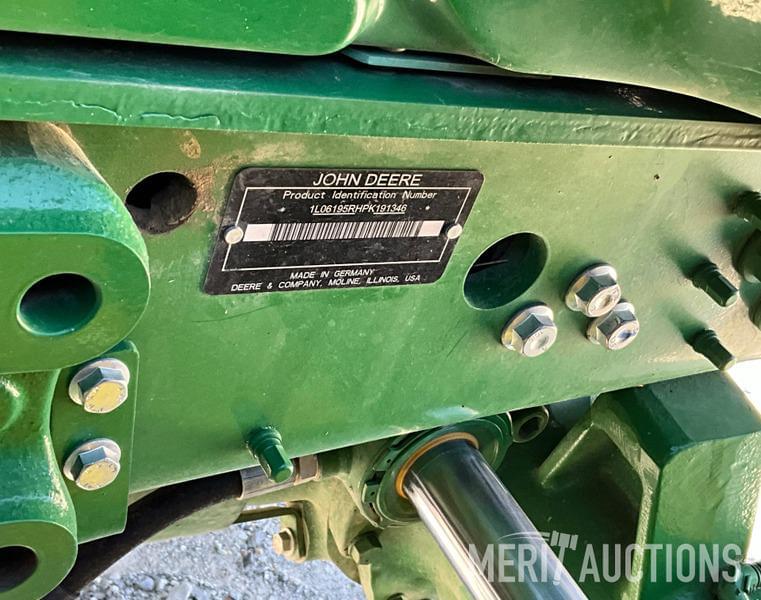 JOHN DEERE
Product Identification Number
1L06195RHPK191346
MADE IN GERMANY
DEERE & COMPANY, MOLINE, ILLINOIS, USA
MERIT AUCTIONS